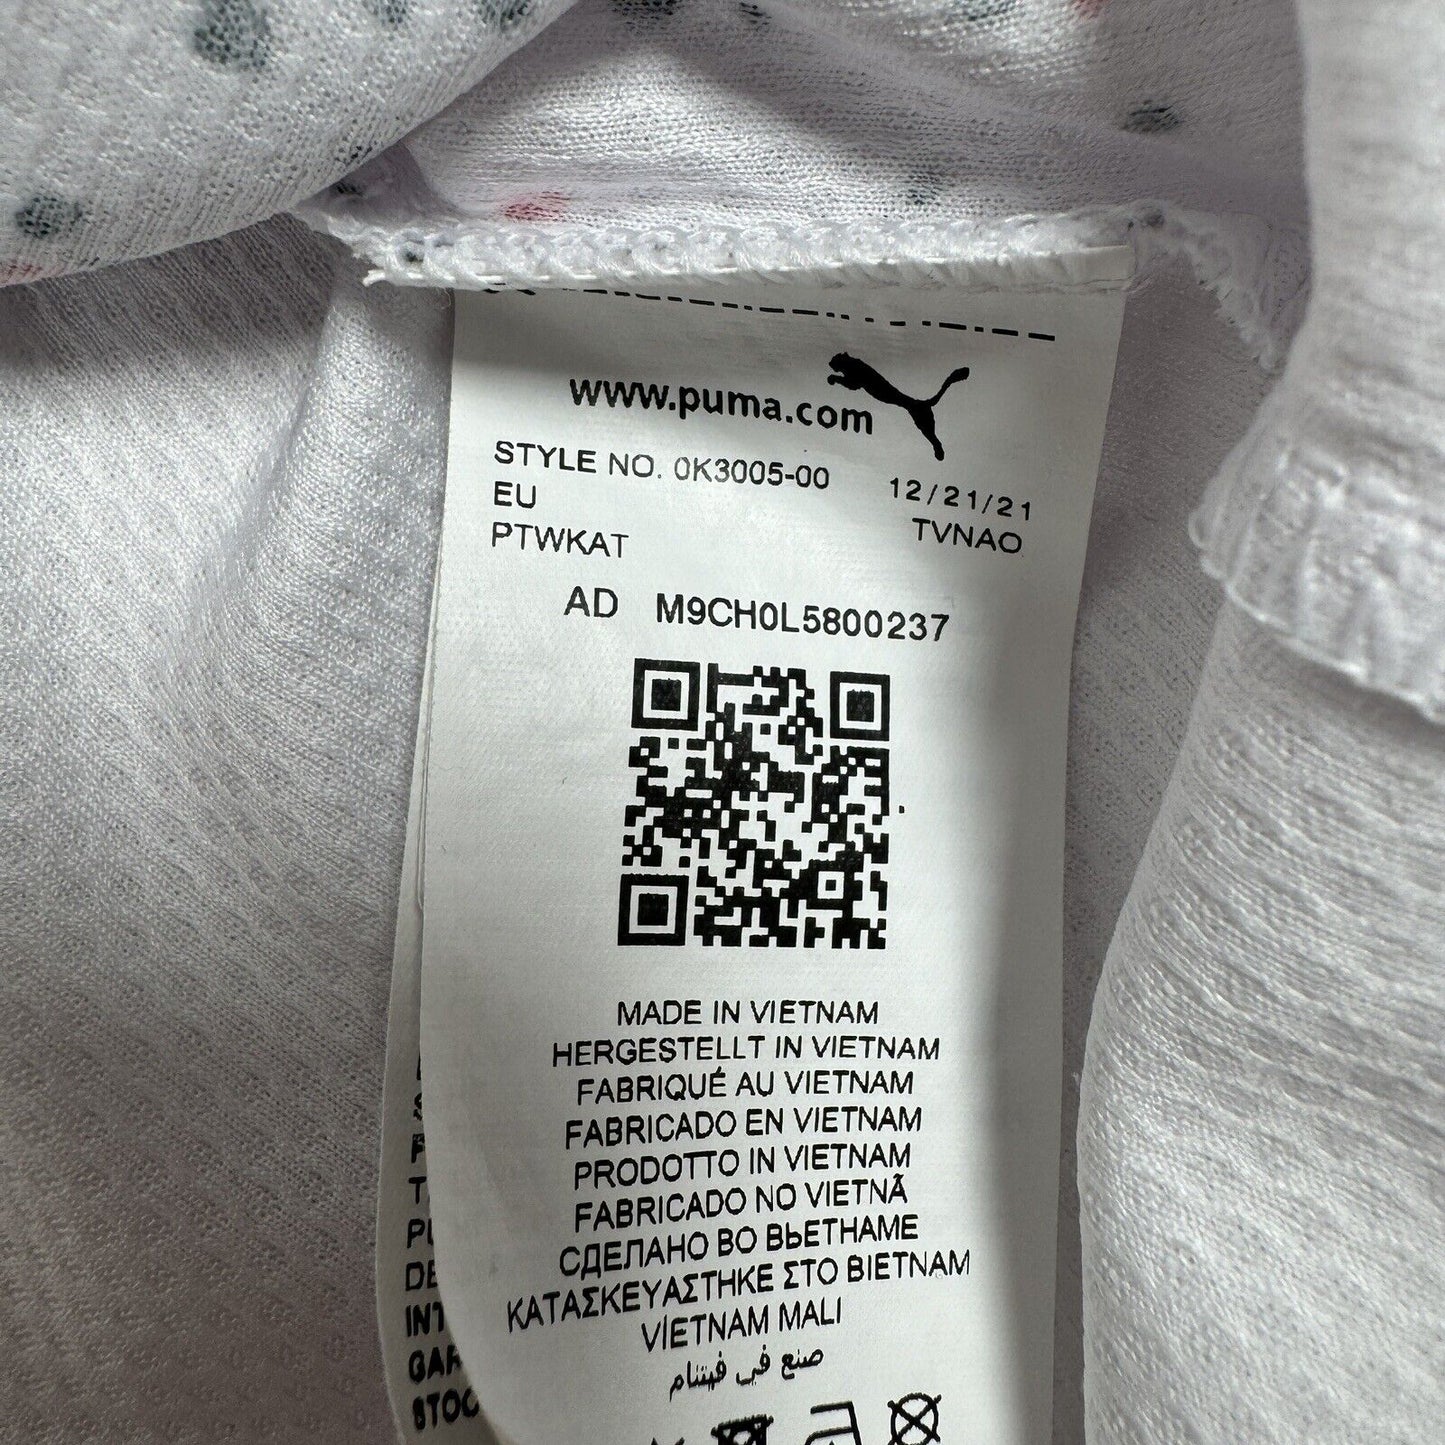 www.puma.com
STYLE NO. 0K3005-00 12/21/21
EU TVNAO
PTWKAT
AD M9CH0L5800237
MADE IN VIETNAM
HERGESTELLT IN VIETNAM
FABRIQUÉ AU VIETNAM
FABRICADO EN VIETNAM
PRODOTTO IN VIETNAM
FABRICADO NO VIETNÃ
СДЕЛАНО ВО ВЬЕТНАМЕ
ΚΑΤΑΣΚΕΥΑΣΤΗΚΕ ΣΤΟ ΒΙΕΤΝΑΜ
VİETNAM MALI
صنع في فيتنام